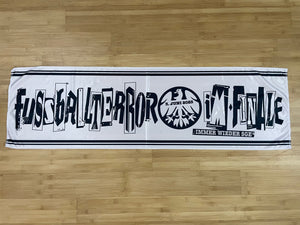 FUSSBALLTERROR iM FiNALE
IMMER WIEDER SGE